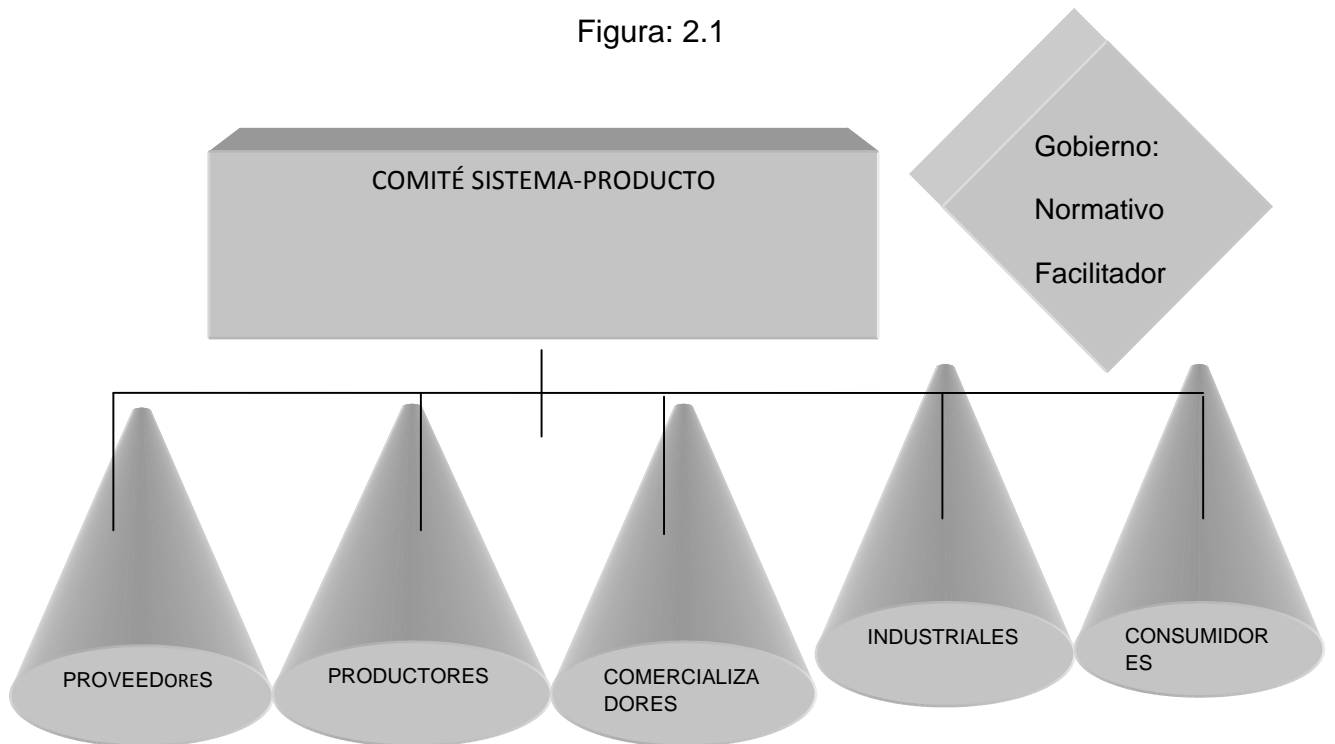 Figura: 2.1
COMITÉ SISTEMA-PRODUCTO
Gobierno:
Normativo
Facilitador
PROVEEDoreS
PRODUCTORES
COMERCIALIZA
DORES
INDUSTRIALES
CONSUMIDOR
ES